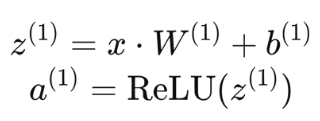 z⁽¹⁾ = x · W⁽¹⁾ + b⁽¹⁾
a⁽¹⁾ = ReLU(z⁽¹⁾)